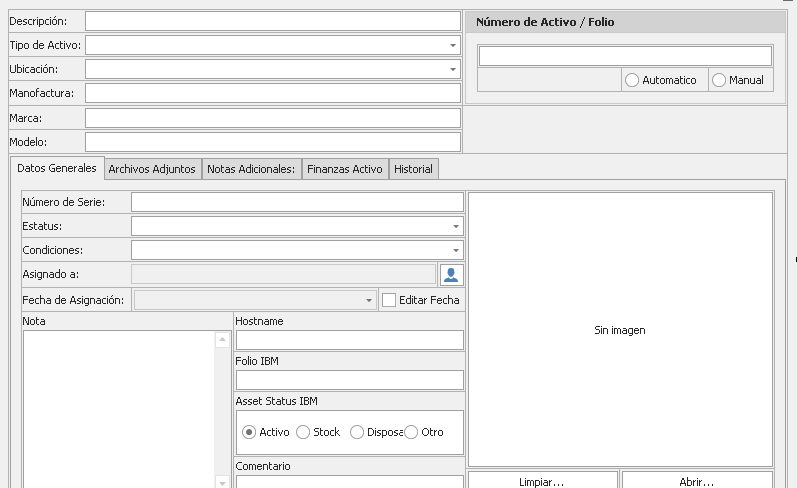 Descripción:
Tipo de Activo:
Ubicación:
Manofactura:
Marca:
Modelo:
Número de Activo / Folio
Automatico
Manual
Datos Generales
Archivos Adjuntos
Notas Adicionales:
Finanzas Activo
Historial
Número de Serie:
Estatus:
Condiciones:
Asignado a:
Fecha de Asignación:
Editar Fecha
Nota
Hostname
Folio IBM
Asset Status IBM
Activo
Stock
Disposa
Otro
Comentario
Sin imagen
Limpiar...
Abrir...